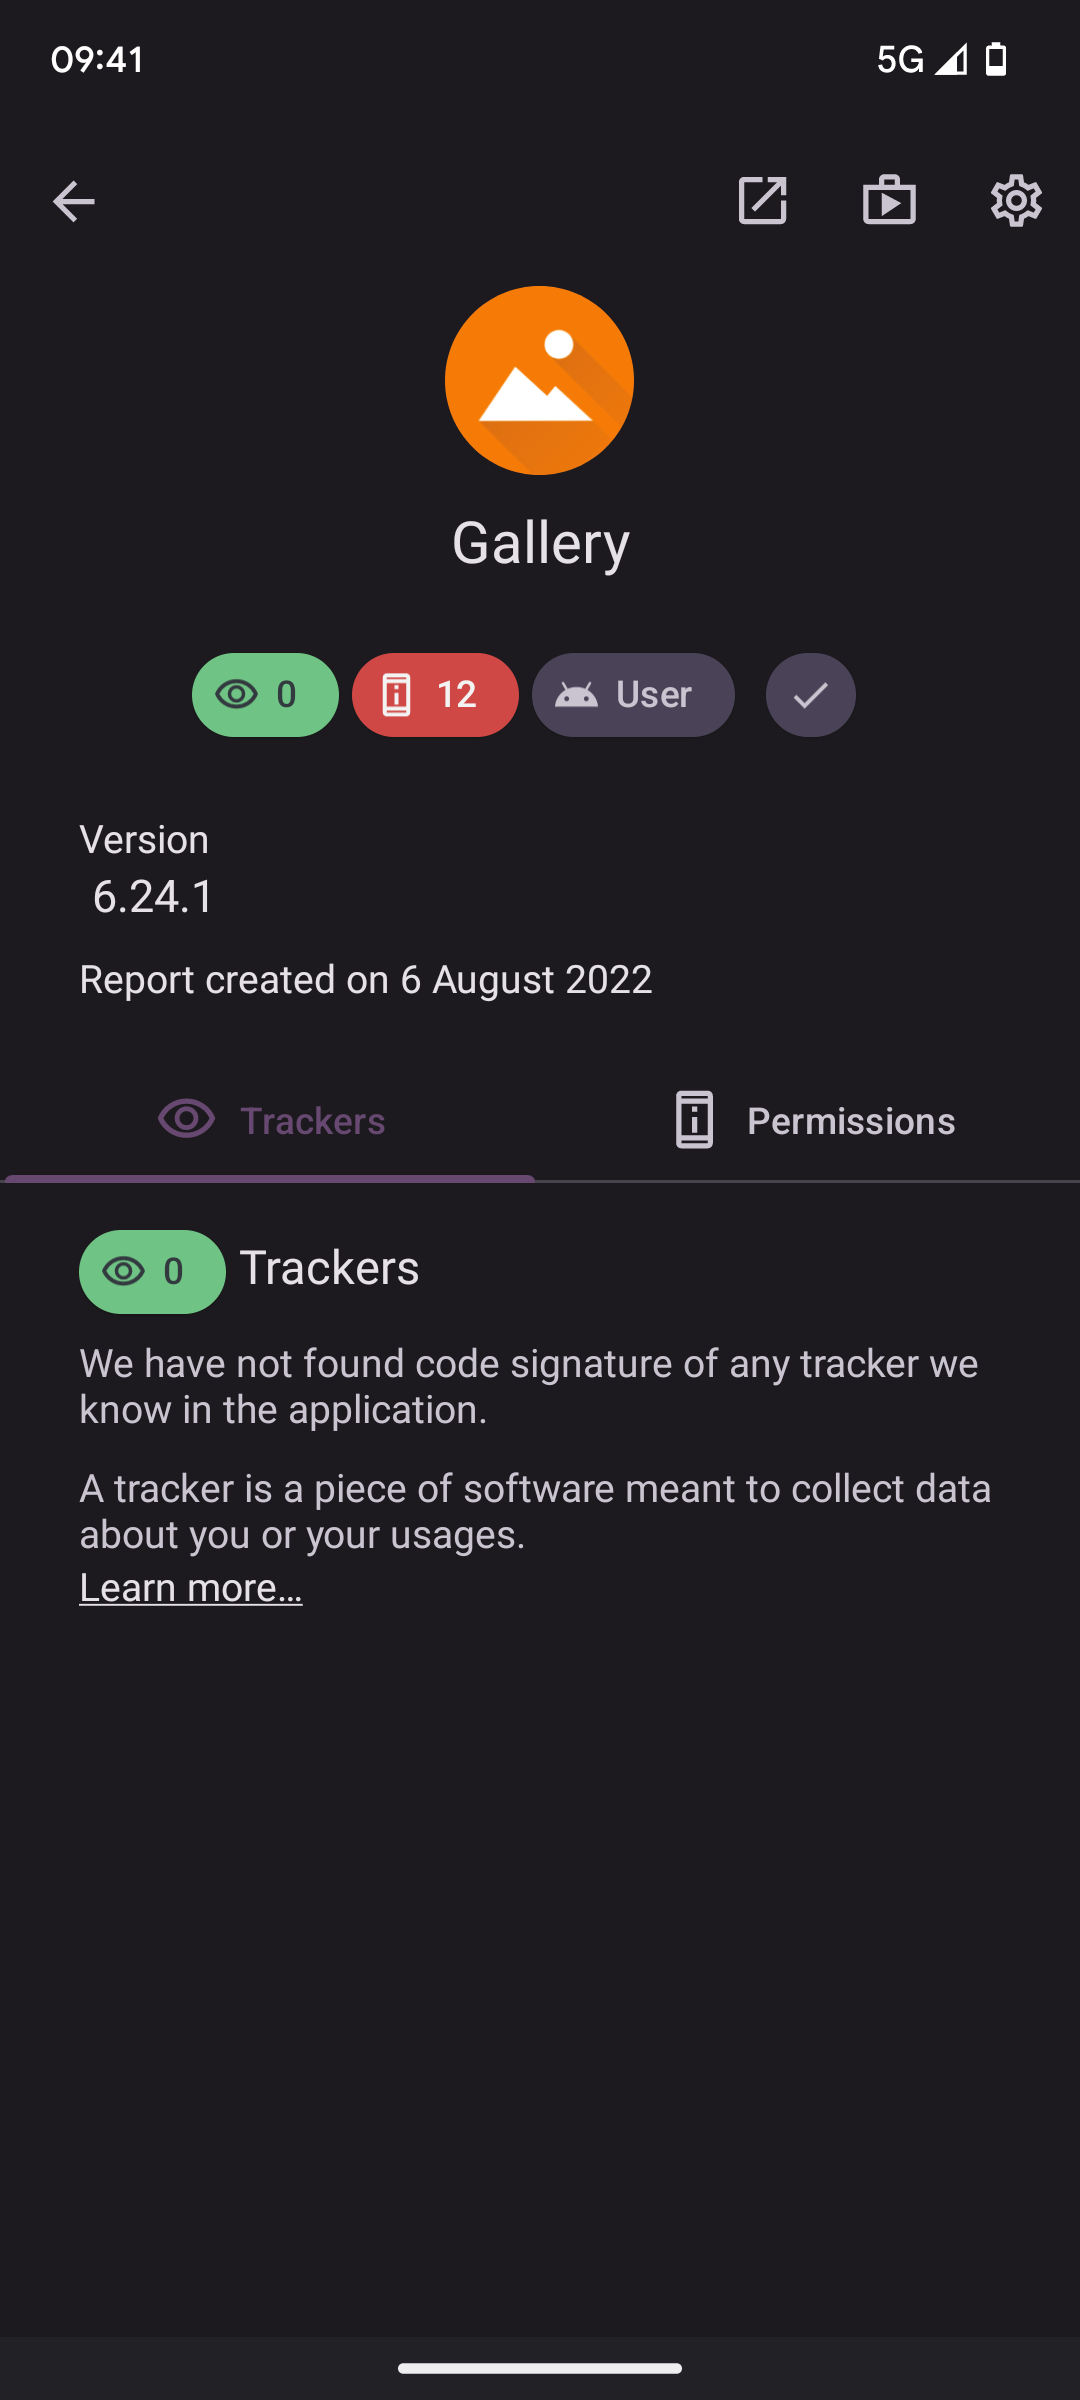 09:41
5G
Gallery
0
12
User
Version
6.24.1
Report created on 6 August 2022
Trackers
Permissions
0
Trackers
We have not found code signature of any tracker we
know in the application.
A tracker is a piece of software meant to collect data
about you or your usages.
Learn more…